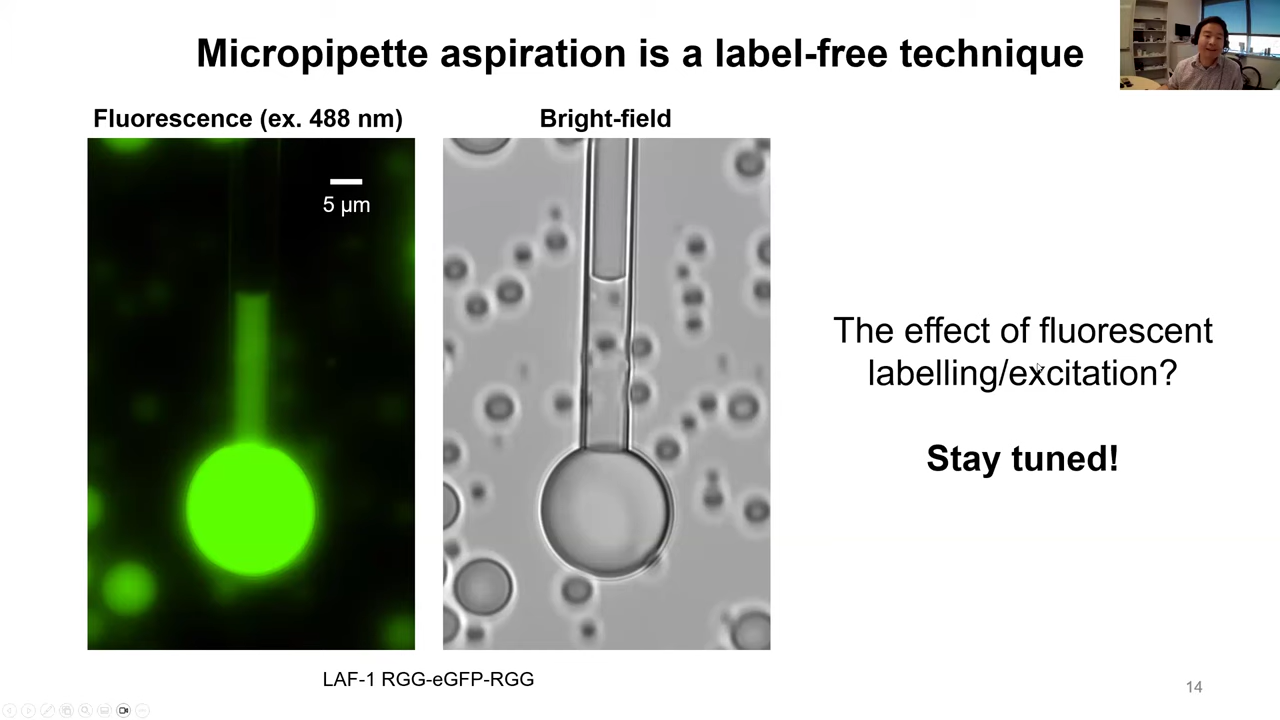 Micropipette aspiration is a label-free technique
Fluorescence (ex. 488 nm)
Bright-field
5 µm
The effect of fluorescent
labelling/excitation?
Stay tuned!
LAF-1 RGG-eGFP-RGG
14